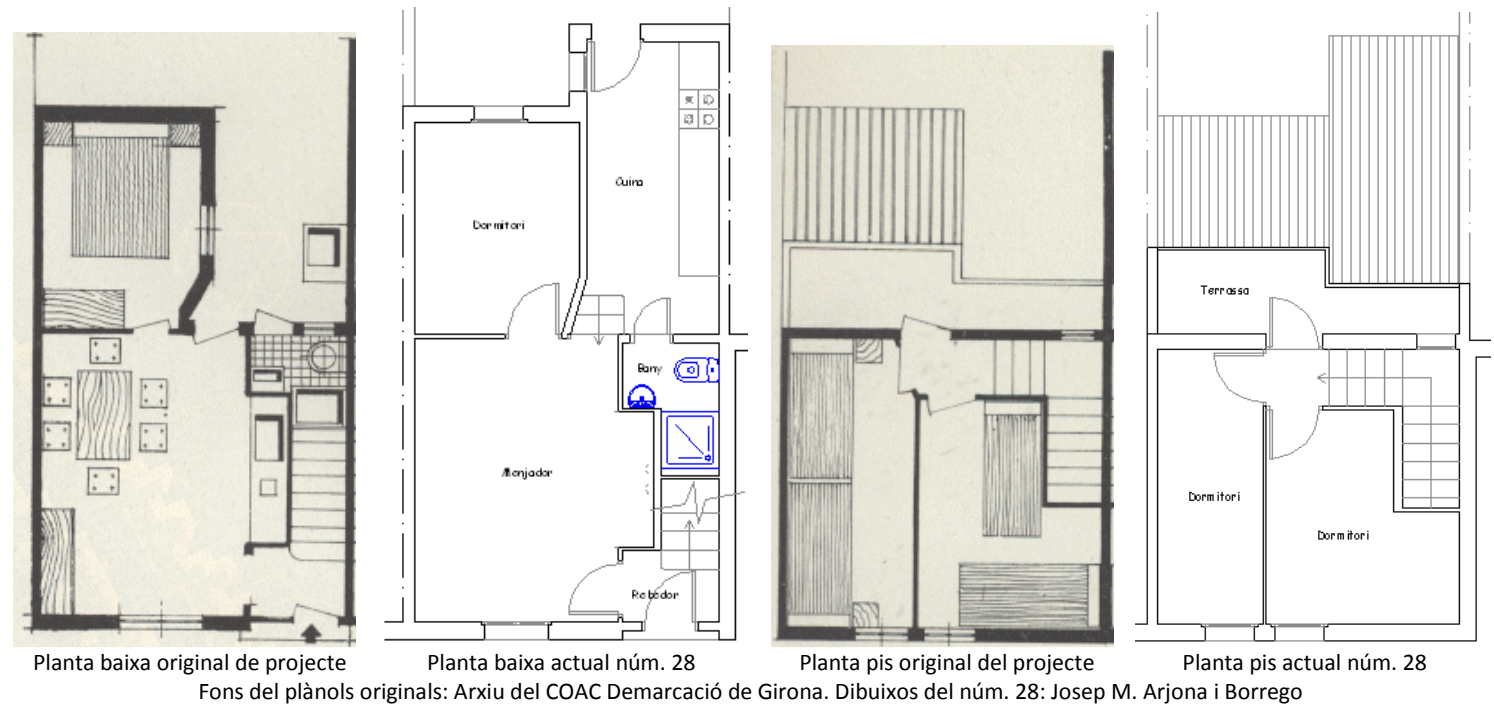 Cuina
Dormitori
Terrassa
Bany
Menjador
Dormitori
Dormitori
Rebedor
Planta baixa original de projecte
Planta baixa actual núm. 28
Planta pis original del projecte
Planta pis actual núm. 28
Fons del plànols originals: Arxiu del COAC Demarcació de Girona. Dibuixos del núm. 28: Josep M. Arjona i Borrego